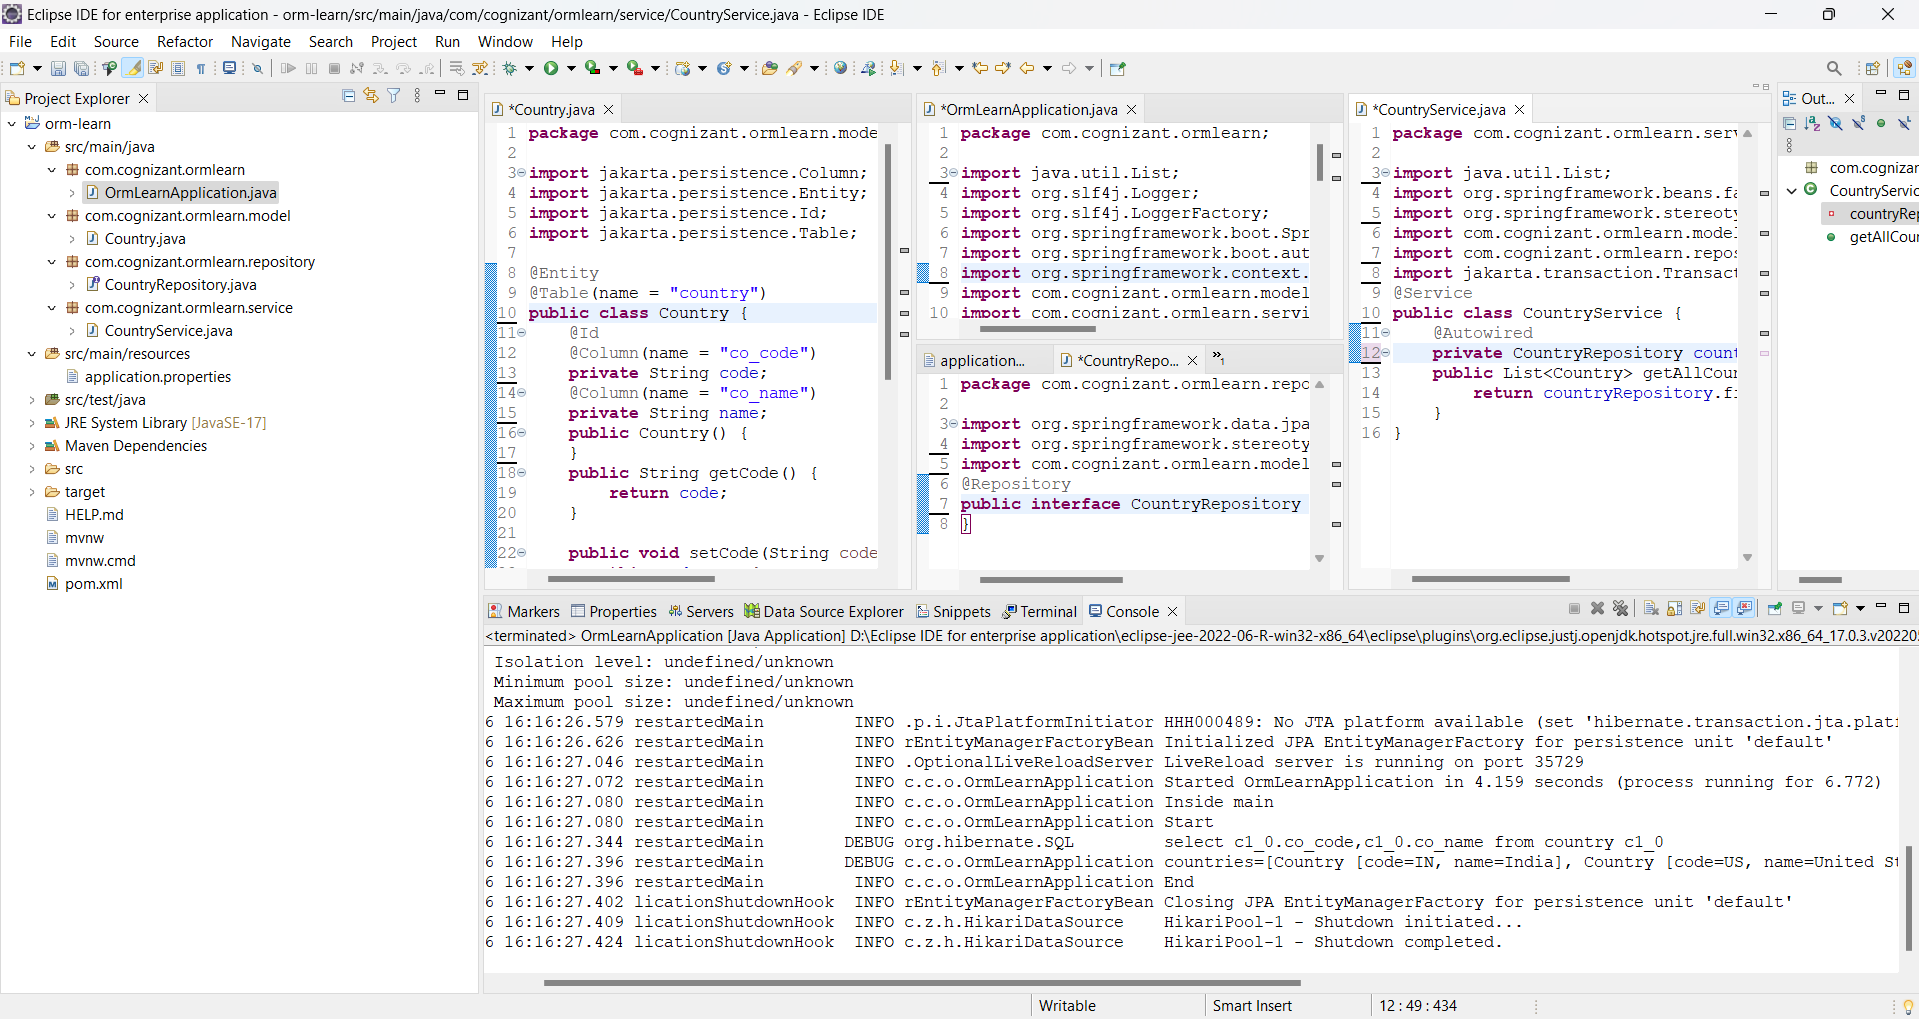 Eclipse IDE for enterprise application - orm-learn/src/main/java/com/cognizant/ormlearn/service/CountryService.java - Eclipse IDE
File Edit Source Refactor Navigate Search Project Run Window Help
Project Explorer
orm-learn
src/main/java
com.cognizant.ormlearn
OrmLearnApplication.java
com.cognizant.ormlearn.model
Country.java
com.cognizant.ormlearn.repository
CountryRepository.java
com.cognizant.ormlearn.service
CountryService.java
src/main/resources
application.properties
src/test/java
JRE System Library [JavaSE-17]
Maven Dependencies
src
target
HELP.md
mvnw
mvnw.cmd
pom.xml
*Country.java
1 package com.cognizant.ormlearn.mode
2
3 import jakarta.persistence.Column;
4 import jakarta.persistence.Entity;
5 import jakarta.persistence.Id;
6 import jakarta.persistence.Table;
7
8 @Entity
9 @Table(name = "country")
10 public class Country {
11 @Id
12 @Column(name = "co_code")
13 private String code;
14 @Column(name = "co_name")
15 private String name;
16 public Country() {
17 }
18 public String getCode() {
19 return code;
20 }
21
22 public void setCode(String code
*OrmLearnApplication.java
1 package com.cognizant.ormlearn;
2
3 import java.util.List;
4 import org.slf4j.Logger;
5 import org.slf4j.LoggerFactory;
6 import org.springframework.boot.Spr
7 import org.springframework.boot.aut
8 import org.springframework.context.
9 import com.cognizant.ormlearn.model
10 import com.cognizant.ormlearn.servi
application... *CountryRepo... »1
1 package com.cognizant.ormlearn.repo
2
3 import org.springframework.data.jpa
4 import org.springframework.stereoty
5 import com.cognizant.ormlearn.model
6 @Repository
7 public interface CountryRepository
8 }
*CountryService.java
1 package com.cognizant.ormlearn.serv
2
3 import java.util.List;
4 import org.springframework.beans.fa
5 import org.springframework.stereoty
6 import com.cognizant.ormlearn.model
7 import com.cognizant.ormlearn.repos
8 import jakarta.transaction.Transact
9 @Service
10 public class CountryService {
11 @Autowired
12 private CountryRepository count
13 public List<Country> getAllCour
14 return countryRepository.fi
15 }
16 }
Out...
com.cognizar
CountryServic
countryRep
getAllCour
Markers Properties Servers Data Source Explorer Snippets Terminal Console
<terminated> OrmLearnApplication [Java Application] D:\Eclipse IDE for enterprise application\eclipse-jee-2022-06-R-win32-x86_64\eclipse\plugins\org.eclipse.justj.openjdk.hotspot.jre.full.win32.x86_64_17.0.3.v20220
Isolation level: undefined/unknown
Minimum pool size: undefined/unknown
Maximum pool size: undefined/unknown
6 16:16:26.579 restartedMain INFO .p.i.JtaPlatformInitiator HHH000489: No JTA platform available (set 'hibernate.transaction.jta.platf
6 16:16:26.626 restartedMain INFO rEntityManagerFactoryBean Initialized JPA EntityManagerFactory for persistence unit 'default'
6 16:16:27.046 restartedMain INFO .OptionalLiveReloadServer LiveReload server is running on port 35729
6 16:16:27.072 restartedMain INFO c.c.o.OrmLearnApplication Started OrmLearnApplication in 4.159 seconds (process running for 6.772)
6 16:16:27.080 restartedMain INFO c.c.o.OrmLearnApplication Inside main
6 16:16:27.080 restartedMain INFO c.c.o.OrmLearnApplication Start
6 16:16:27.344 restartedMain DEBUG org.hibernate.SQL select c1_0.co_code,c1_0.co_name from country c1_0
6 16:16:27.396 restartedMain DEBUG c.c.o.OrmLearnApplication countries=[Country [code=IN, name=India], Country [code=US, name=United St
6 16:16:27.396 restartedMain INFO c.c.o.OrmLearnApplication End
6 16:16:27.402 licationShutdownHook INFO rEntityManagerFactoryBean Closing JPA EntityManagerFactory for persistence unit 'default'
6 16:16:27.409 licationShutdownHook INFO c.z.h.HikariDataSource HikariPool-1 - Shutdown initiated...
6 16:16:27.424 licationShutdownHook INFO c.z.h.HikariDataSource HikariPool-1 - Shutdown completed.
Writable Smart Insert 12 : 49 : 434